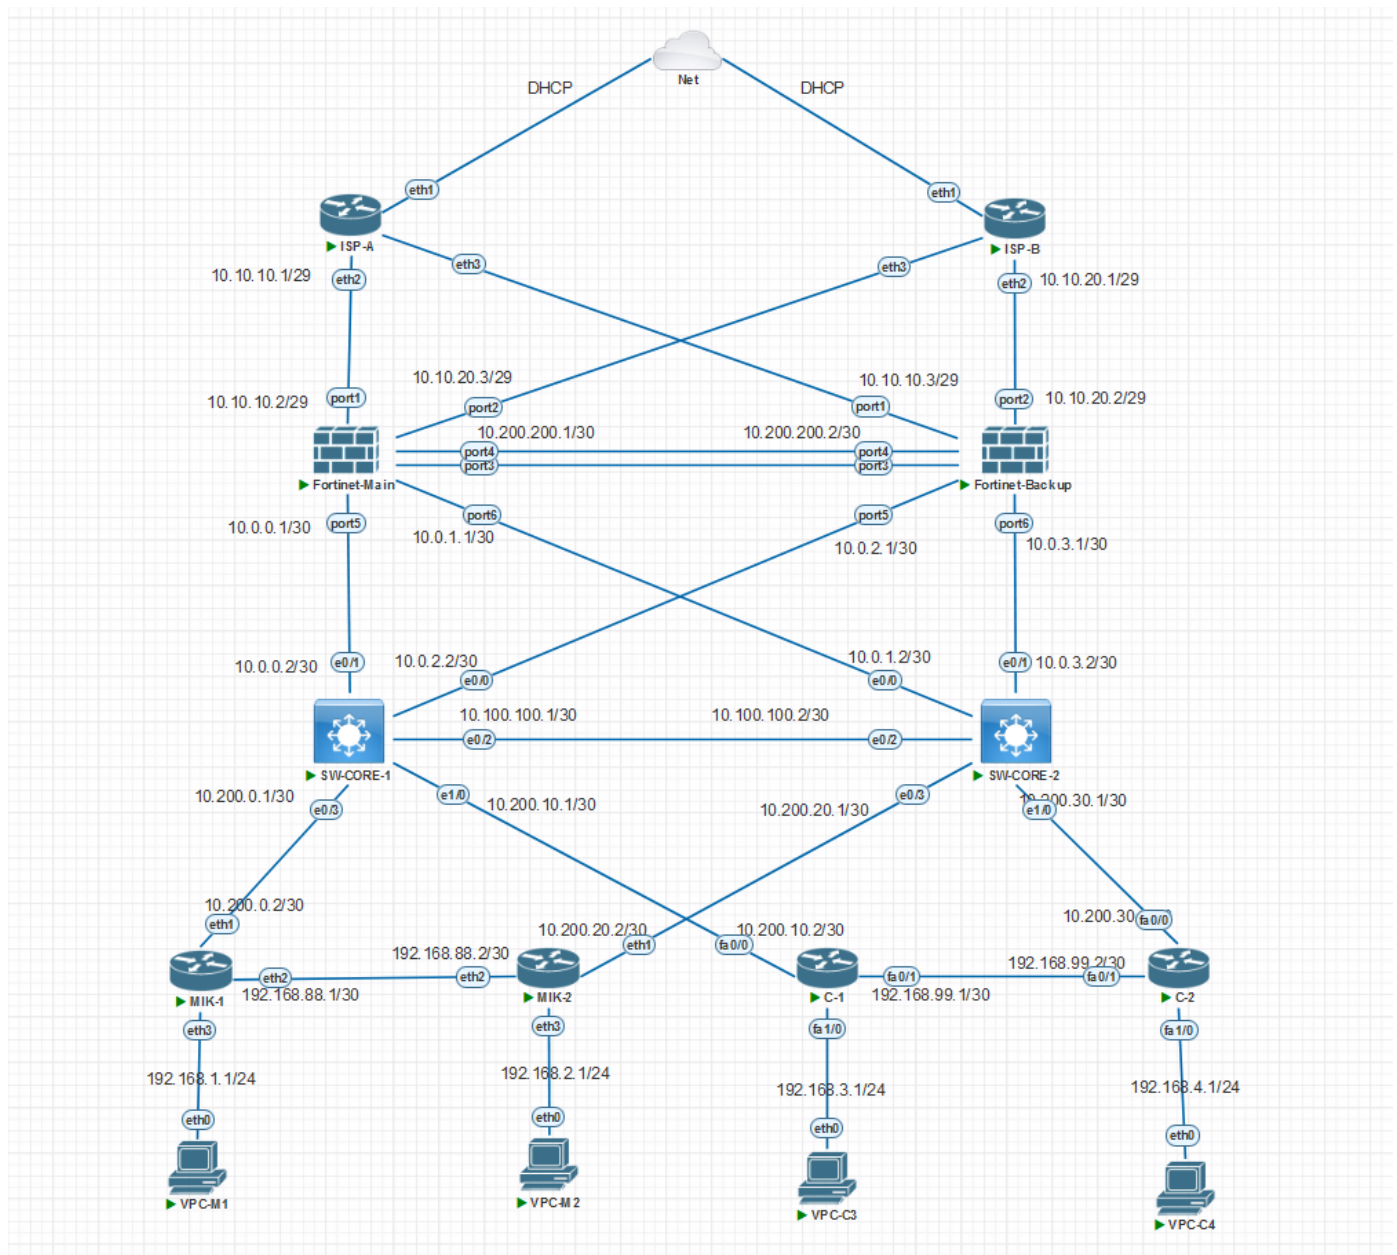 Net
DHCP
DHCP
eth1
eth1
ISP-A
ISP-B
eth3
eth3
10.10.10.1/29
eth2
eth2
10.10.20.1/29
10.10.20.3/29
10.10.10.3/29
10.10.10.2/29
port1
port2
port1
port2
10.10.20.2/29
10.200.200.1/30
10.200.200.2/30
port4
port4
port3
port3
Fortinet-Main
Fortinet-Backup
10.0.0.1/30
port5
port6
port5
port6
10.0.1.1/30
10.0.2.1/30
10.0.3.1/30
10.0.0.2/30
e0/1
10.0.2.2/30
10.0.1.2/30
e0/1
10.0.3.2/30
e0/0
e0/0
10.100.100.1/30
10.100.100.2/30
e0/2
e0/2
SW-CORE-1
SW-CORE-2
10.200.0.1/30
e0/3
e1/0
10.200.10.1/30
10.200.20.1/30
e0/3
10.200.30.1/30
e1/0
10.200.0.2/30
eth1
10.200.20.2/30
eth1
fa0/0
10.200.10.2/30
10.200.30
fa0/0
192.168.88.2/30
192.168.99.2/30
eth2
eth2
fa0/1
fa0/1
192.168.88.1/30
192.168.99.1/30
MIK-1
MIK-2
C-1
C-2
eth3
eth3
fa1/0
fa1/0
192.168.1.1/24
192.168.2.1/24
192.168.3.1/24
192.168.4.1/24
eth0
eth0
eth0
eth0
VPC-M1
VPC-M2
VPC-C3
VPC-C4